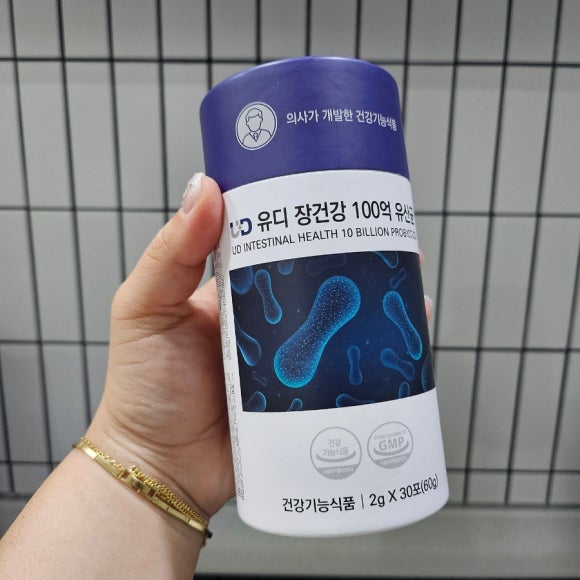 의사가 개발한 건강기능식품
UD 유디 장건강 100억 유산균
UD INTESTINAL HEALTH 10 BILLION PROBIOTICS
건강
기능식품
GMP
건강기능식품 | 2g X 30포(60g)